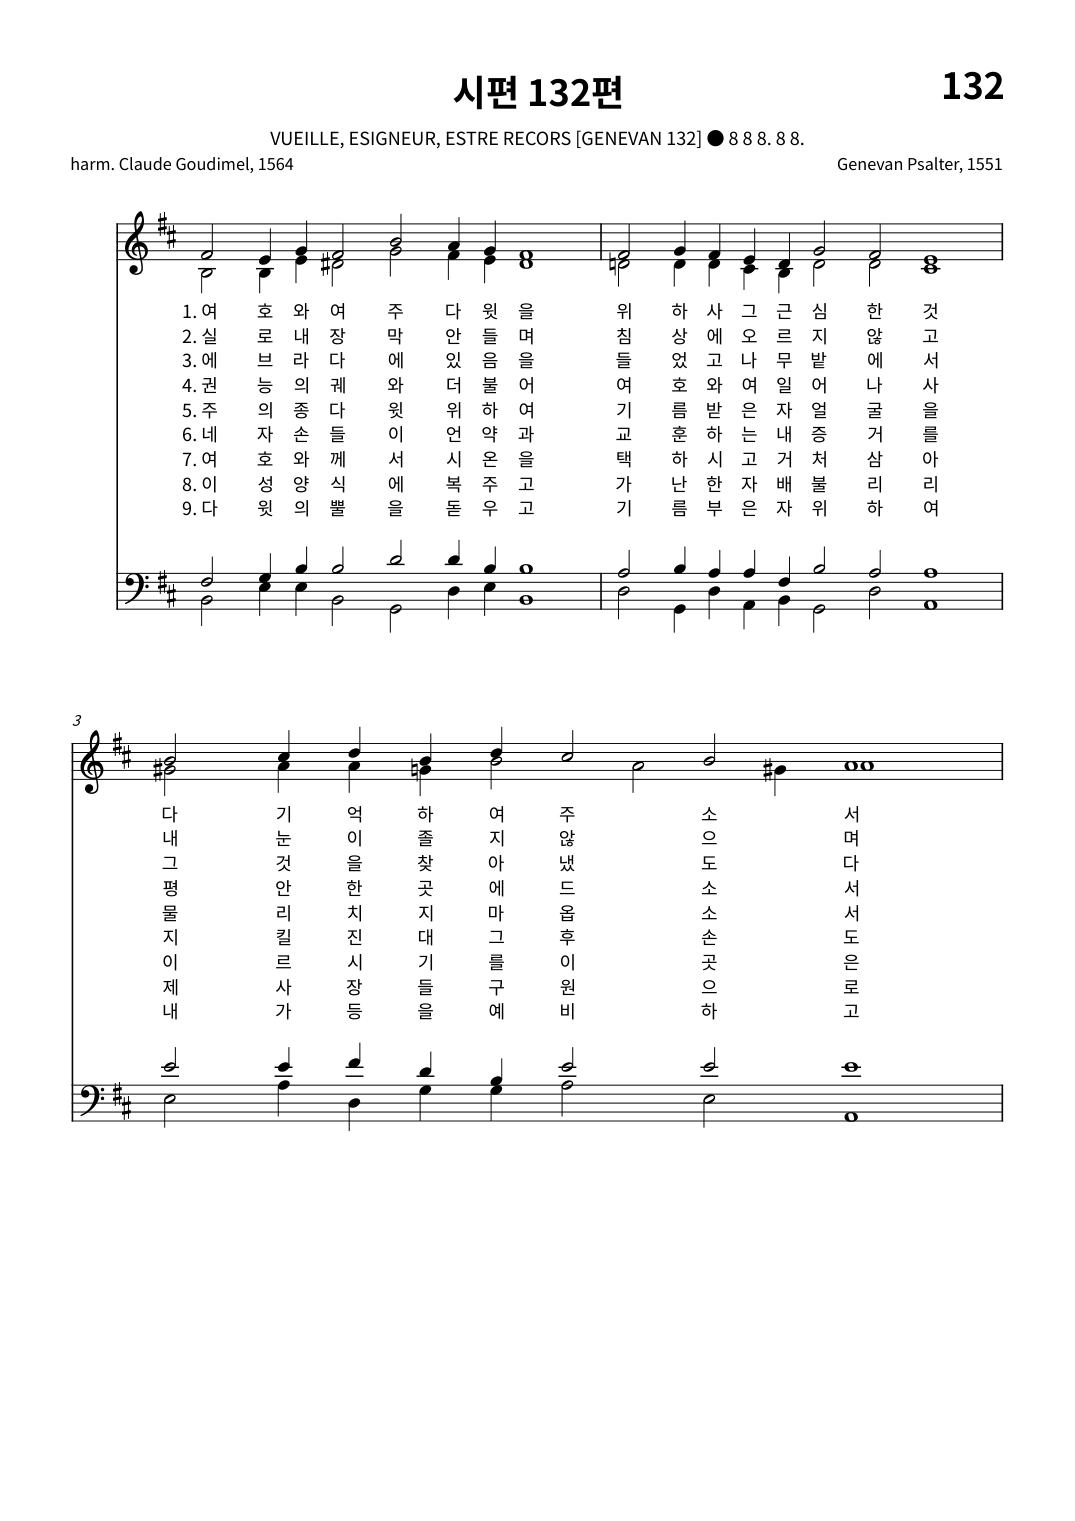 시편 132편
132
VUEILLE, ESIGNEUR, ESTRE RECORS [GENEVAN 132] ● 8 8 8. 8 8.
harm. Claude Goudimel, 1564
Genevan Psalter, 1551
1. 여 호 와 여 주 다 윗 을 위 하 사 그 근 심 한 것
2. 실 로 내 장 막 안 들 며 침 상 에 오 르 지 않 고
3. 에 브 라 다 에 있 음 을 들 었 고 나 무 밭 에 서
4. 권 능 의 궤 와 더 불 어 여 호 와 여 일 어 나 사
5. 주 의 종 다 윗 위 하 여 기 름 받 은 자 얼 굴 을
6. 네 자 손 들 이 언 약 과 교 훈 하 는 내 증 거 를
7. 여 호 와 께 서 시 온 을 택 하 시 고 거 처 삼 아
8. 이 성 양 식 에 복 주 고 가 난 한 자 배 불 리 리
9. 다 윗 의 뿔 을 돋 우 고 기 름 부 은 자 위 하 여
3
다 기 억 하 여 주 소 서
내 눈 이 졸 지 않 으 며
그 것 을 찾 아 냈 도 다
평 안 한 곳 에 드 소 서
물 리 치 지 마 옵 소 서
지 킬 진 대 그 후 손 도
이 르 시 기 를 이 곳 은
제 사 장 들 구 원 으 로
내 가 등 을 예 비 하 고